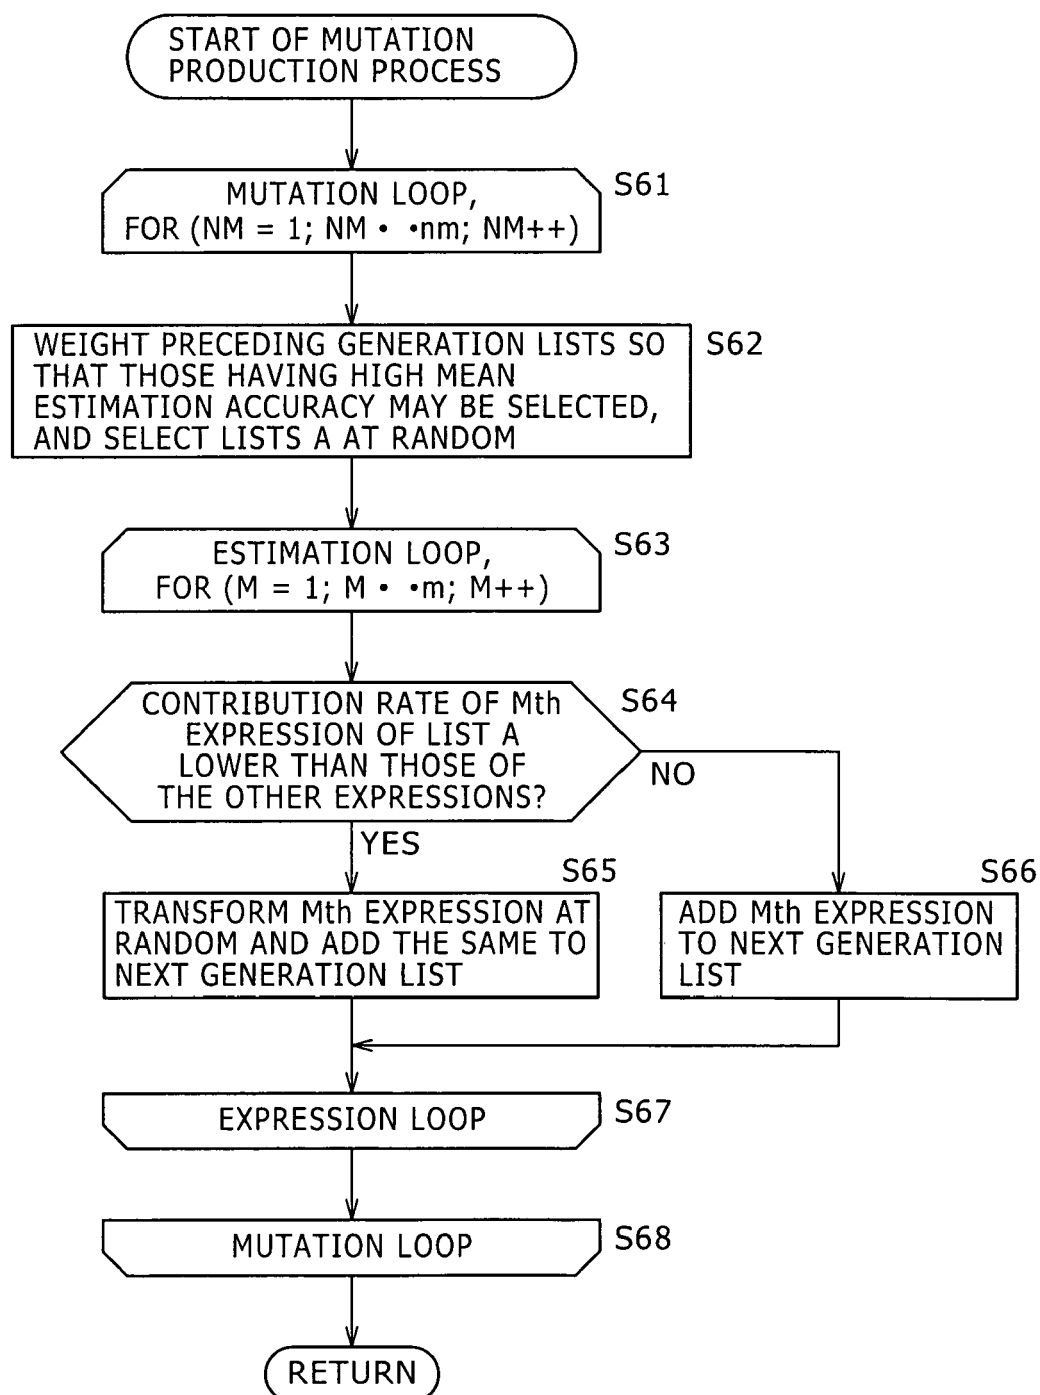 START OF MUTATION
PRODUCTION PROCESS
S61
MUTATION LOOP,
FOR (NM = 1; NM・・nm; NM++)
S62
WEIGHT PRECEDING GENERATION LISTS SO
THAT THOSE HAVING HIGH MEAN
ESTIMATION ACCURACY MAY BE SELECTED,
AND SELECT LISTS A AT RANDOM
S63
ESTIMATION LOOP,
FOR (M = 1; M・・m; M++)
S64
CONTRIBUTION RATE OF Mth
EXPRESSION OF LIST A
LOWER THAN THOSE OF
THE OTHER EXPRESSIONS?
NO
YES
S65
TRANSFORM Mth EXPRESSION AT
RANDOM AND ADD THE SAME TO
NEXT GENERATION LIST
S66
ADD Mth EXPRESSION
TO NEXT GENERATION
LIST
EXPRESSION LOOP
S67
MUTATION LOOP
S68
RETURN